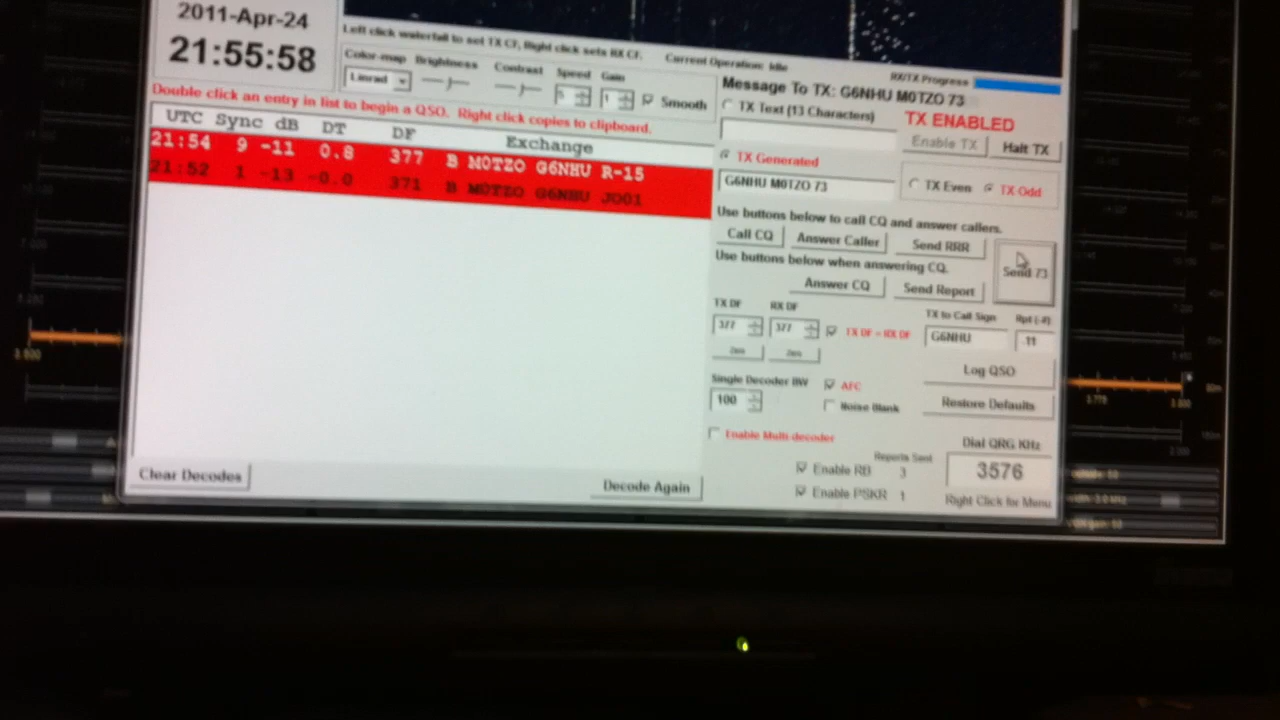 2011-Apr-24
21:55:58
Left click waterfall to set TX CF, Right click sets RX CF.
Current Operation: Idle
RX/TX Progress
Color-map Brightness Contrast Speed Gain
Linrad 5 1 Smooth
Double click an entry in list to begin a QSO. Right click copies to clipboard.
UTC Sync dB DT DF Exchange
21:54 9 -11 0.8 377 B M0TZO G6NHU R-15
21:52 1 -13 -0.0 371 B M0TZO G6NHU JO01
Clear Decodes
Decode Again
Message To TX: G6NHU M0TZO 73
TX Text (13 Characters)
TX ENABLED
Enable TX Halt TX
TX Generated
G6NHU M0TZO 73
TX Even TX Odd
Use buttons below to call CQ and answer callers.
Call CQ Answer Caller Send RRR
Send 73
Use buttons below when answering CQ.
Answer CQ Send Report
TX DF RX DF
377 377 TX DF = RX DF
Zero Zero
TX to Call Sign Rpt (-#)
G6NHU -11
Log QSO
Single Decoder BW
100
AFC
Noise Blank
Restore Defaults
Enable Multi-decoder
Reports Sent
Enable RB 3
Enable PSKR 1
Dial QRG KHz
3576
Right Click for Menu